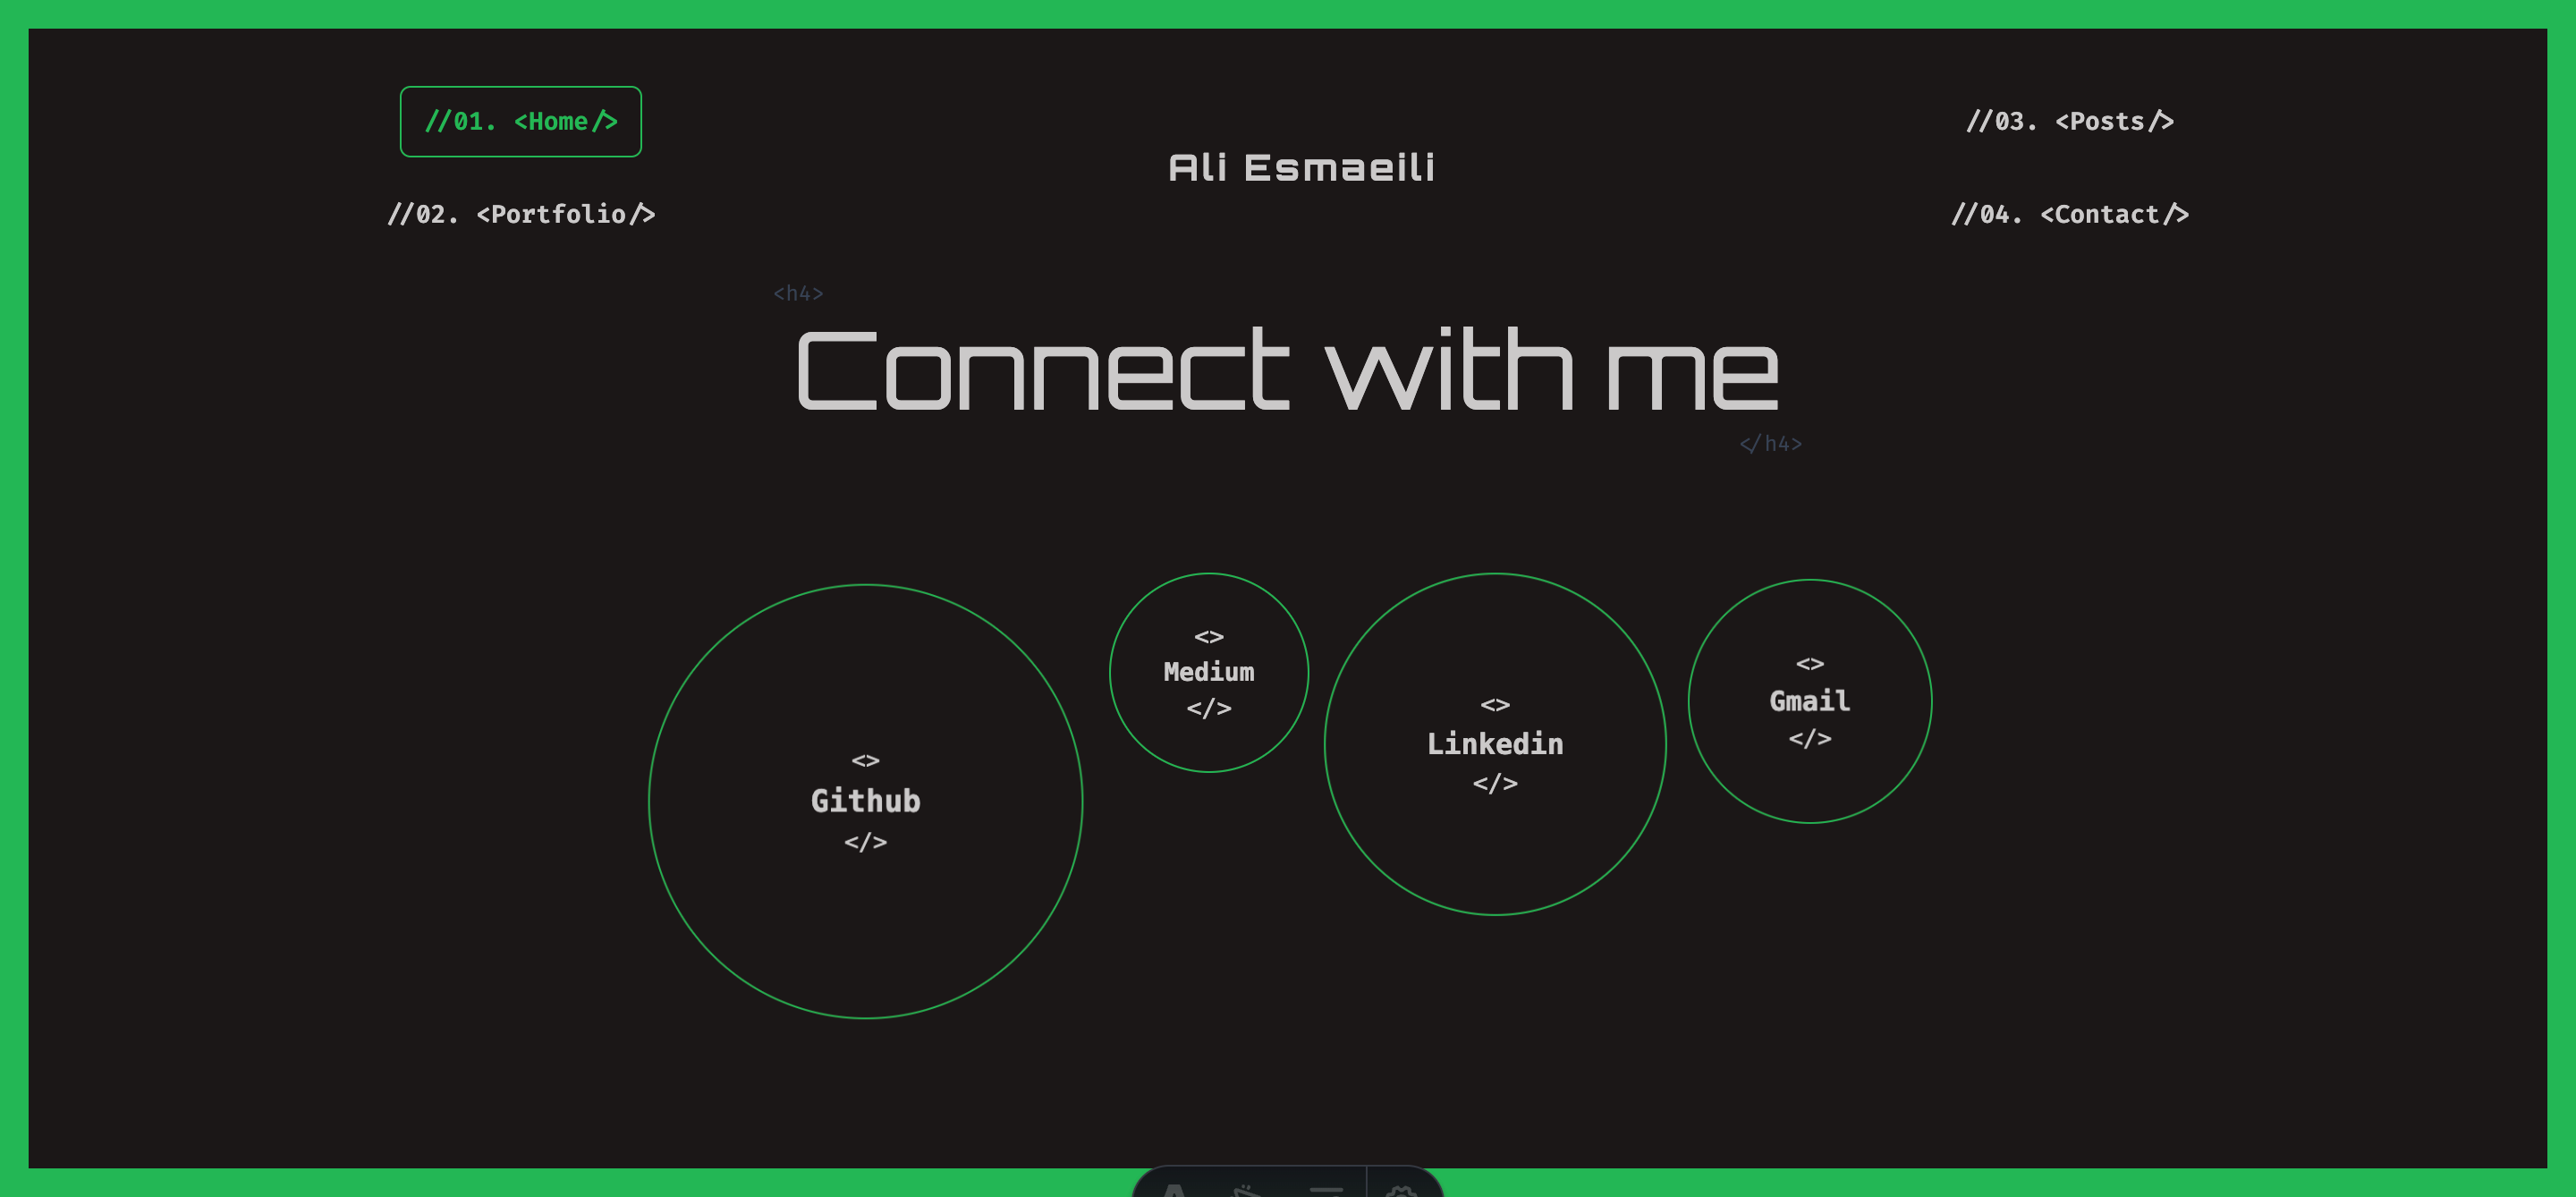 //01. <Home/>
//02. <Portfolio/>
Ali Esmaeili
//03. <Posts/>
//04. <Contact/>
<h4>
Connect with me
</h4>
<>
Github
</>
<>
Medium
</>
<>
Linkedin
</>
<>
Gmail
</>